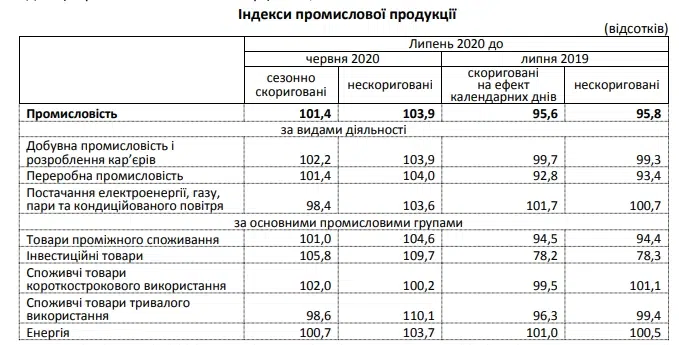 Індекси промислової продукції
(відсотків)
Липень 2020 до
червня 2020 липня 2019
сезонно скориговані нескориговані скориговані на ефект календарних днів нескориговані
Промисловість 101,4 103,9 95,6 95,8
за видами діяльності
Добувна промисловість і
розроблення кар’єрів 102,2 103,9 99,7 99,3
Переробна промисловість 101,4 104,0 92,8 93,4
Постачання електроенергії, газу,
пари та кондиційованого повітря 98,4 103,6 101,7 100,7
за основними промисловими групами
Товари проміжного споживання 101,0 104,6 94,5 94,4
Інвестиційні товари 105,8 109,7 78,2 78,3
Споживчі товари
короткострокового використання 102,0 100,2 99,5 101,1
Споживчі товари тривалого
використання 98,6 110,1 96,3 99,4
Енергія 100,7 103,7 101,0 100,5